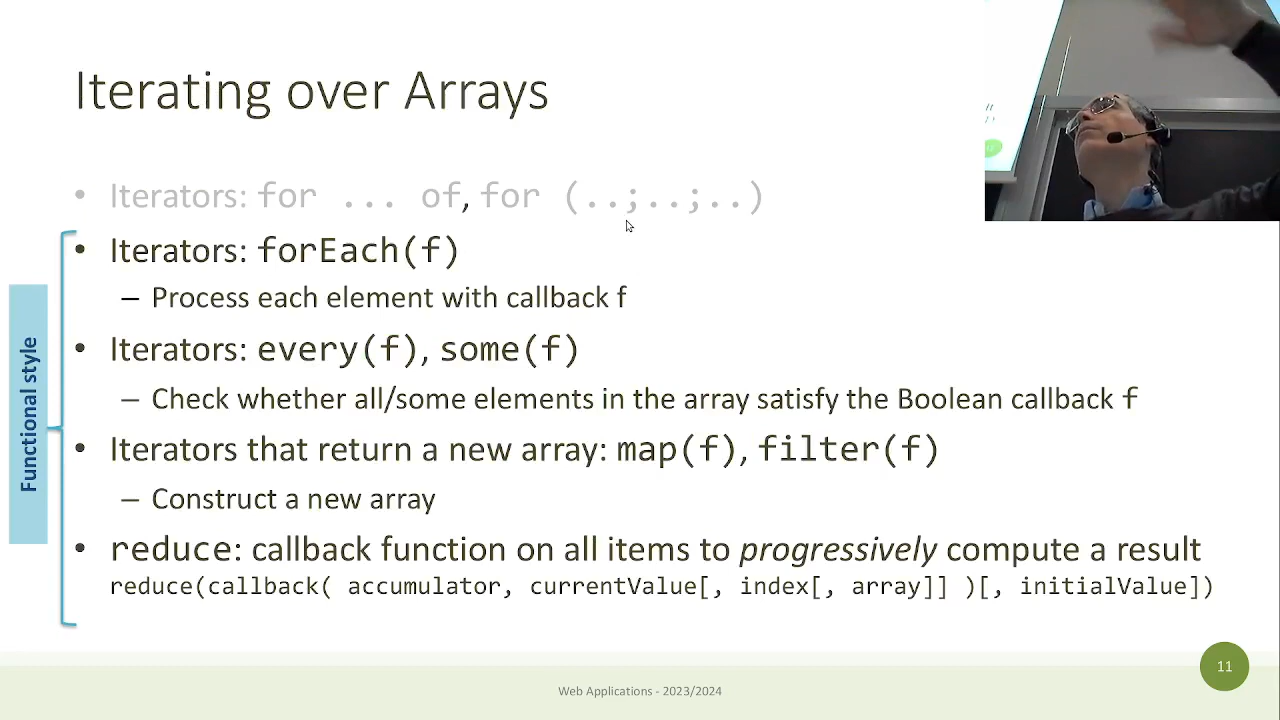 Iterating over Arrays
• Iterators: for ... of, for (..;..;..)
• Iterators: forEach(f)
– Process each element with callback f
• Iterators: every(f), some(f)
– Check whether all/some elements in the array satisfy the Boolean callback f
• Iterators that return a new array: map(f), filter(f)
– Construct a new array
• reduce: callback function on all items to progressively compute a result
reduce(callback( accumulator, currentValue[, index[, array]] )[, initialValue])
Functional style
Web Applications - 2023/2024
11